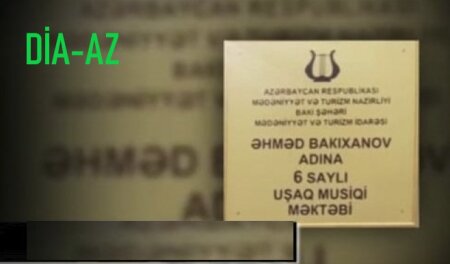 DİA-AZ
AZƏRBAYCAN RESPUBLİKASI
MƏDƏNİYYƏT VƏ TURİZM NAZİRLİYİ
BAKI ŞƏHƏRİ
MƏDƏNİYYƏT VƏ TURİZM İDARƏSİ
ƏHMƏD BAKIXANOV
ADINA
6 SAYLI
UŞAQ MUSİQİ
MƏKTƏBİ